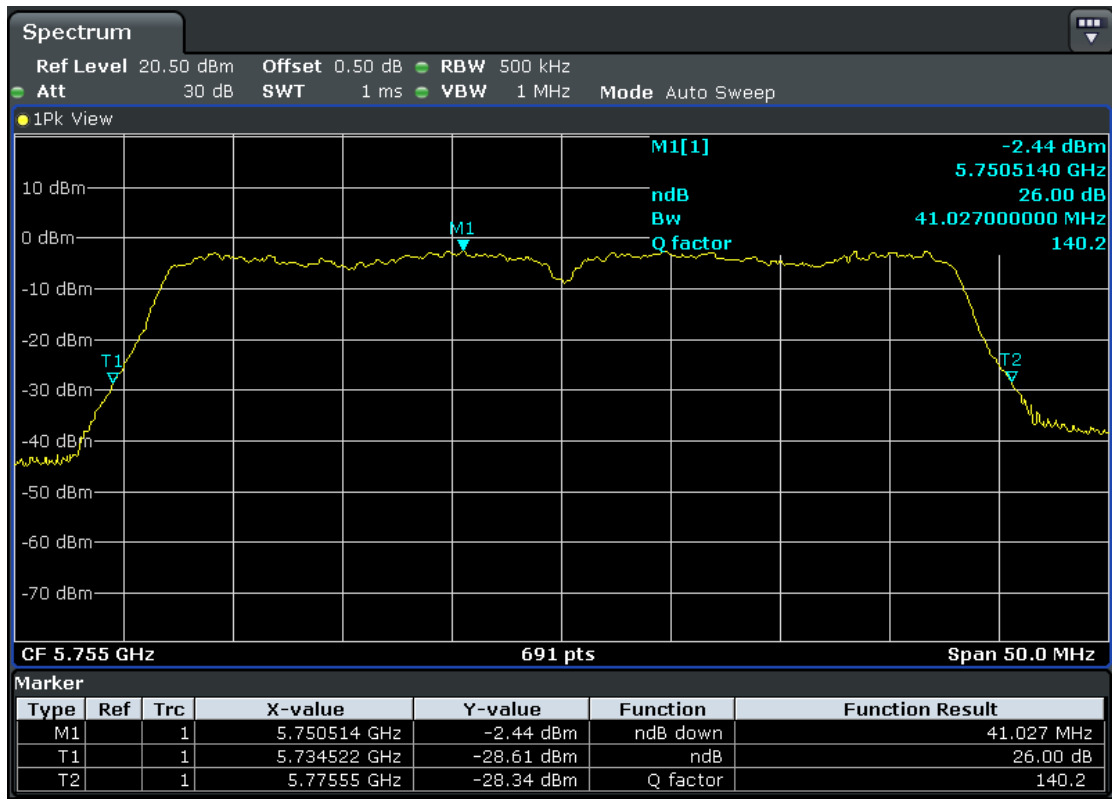 Spectrum
Ref Level 20.50 dBm Offset 0.50 dB RBW 500 kHz
Att 30 dB SWT 1 ms VBW 1 MHz Mode Auto Sweep
1Pk View
M1[1] -2.44 dBm
5.7505140 GHz
10 dBm
ndB 26.00 dB
Bw 41.027000000 MHz
M1
0 dBm
Q factor 140.2
-10 dBm
-20 dBm
T1
T2
-30 dBm
-40 dBm
-50 dBm
-60 dBm
-70 dBm
CF 5.755 GHz 691 pts Span 50.0 MHz
Marker
Type Ref Trc X-value Y-value Function Function Result
M1 1 5.750514 GHz -2.44 dBm ndB down 41.027 MHz
T1 1 5.734522 GHz -28.61 dBm ndB 26.00 dB
T2 1 5.77555 GHz -28.34 dBm Q factor 140.2